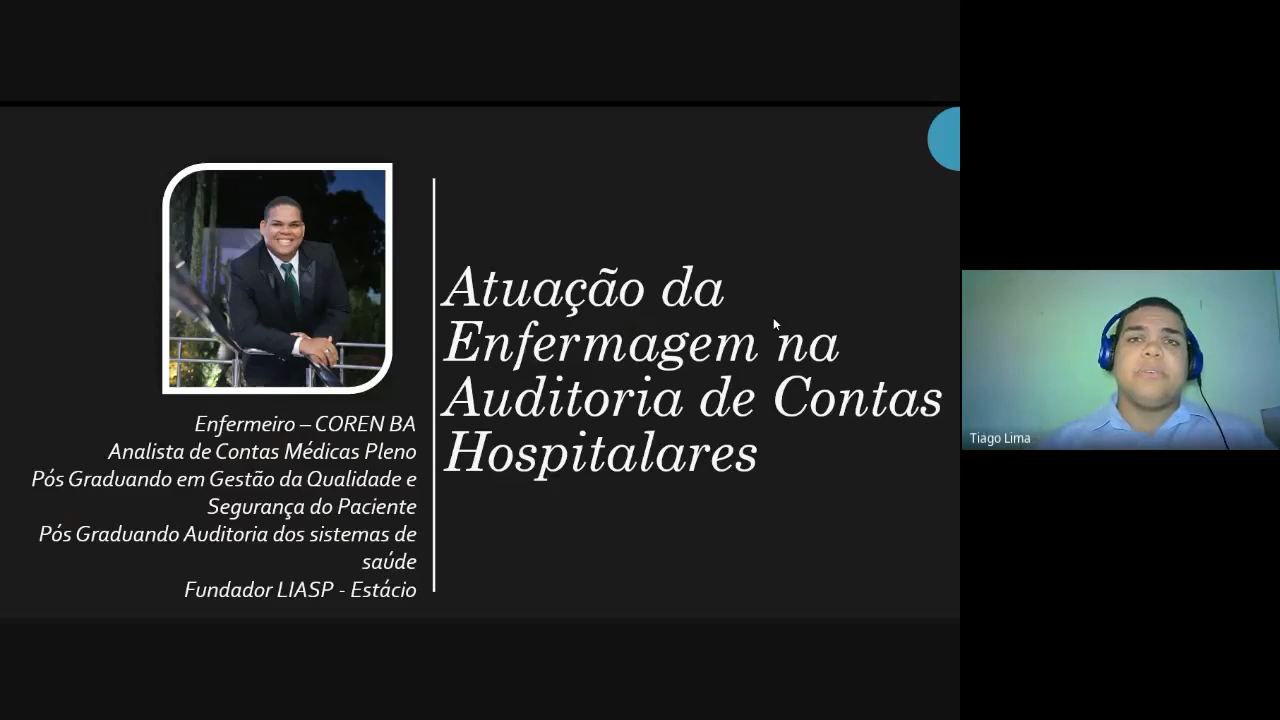 Atuação da
Enfermagem na
Auditoria de Contas
Hospitalares
Enfermeiro – COREN BA
Analista de Contas Médicas Pleno
Pós Graduando em Gestão da Qualidade e
Segurança do Paciente
Pós Graduando Auditoria dos sistemas de
saúde
Fundador LIASP - Estácio
Tiago Lima